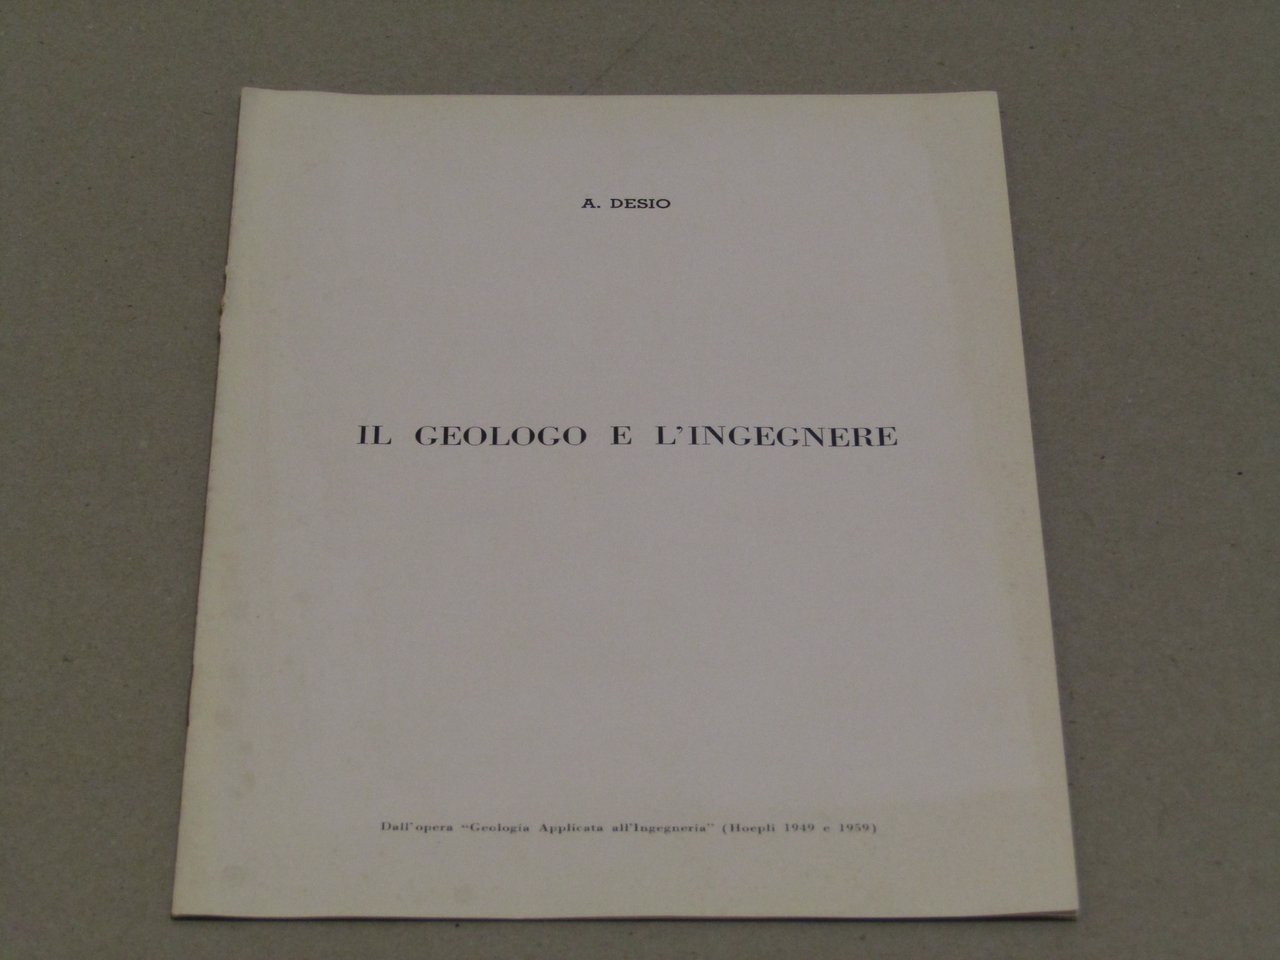 A. DESIO
IL GEOLOGO E L'INGEGNERE
Dall'opera "Geologia Applicata all'Ingegneria" (Hoepli 1949 e 1959)